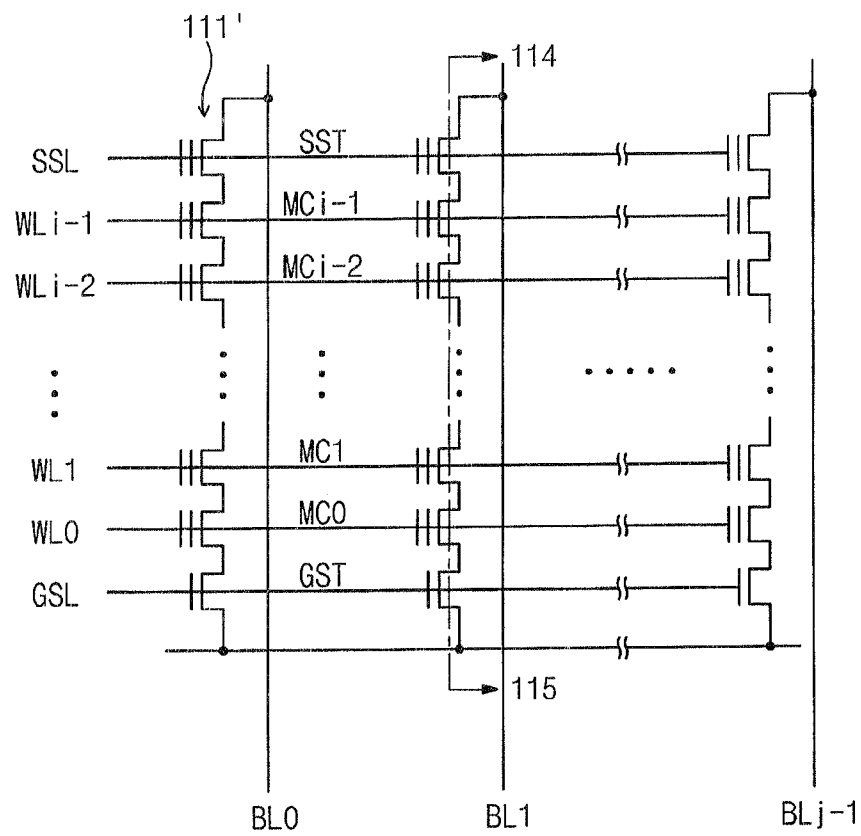 111'
114
SSL SST
WLi-1 MCi-1
WLi-2 MCi-2
WL1 MC1
WL0 MC0
GSL GST
115
BL0 BL1 BLj-1